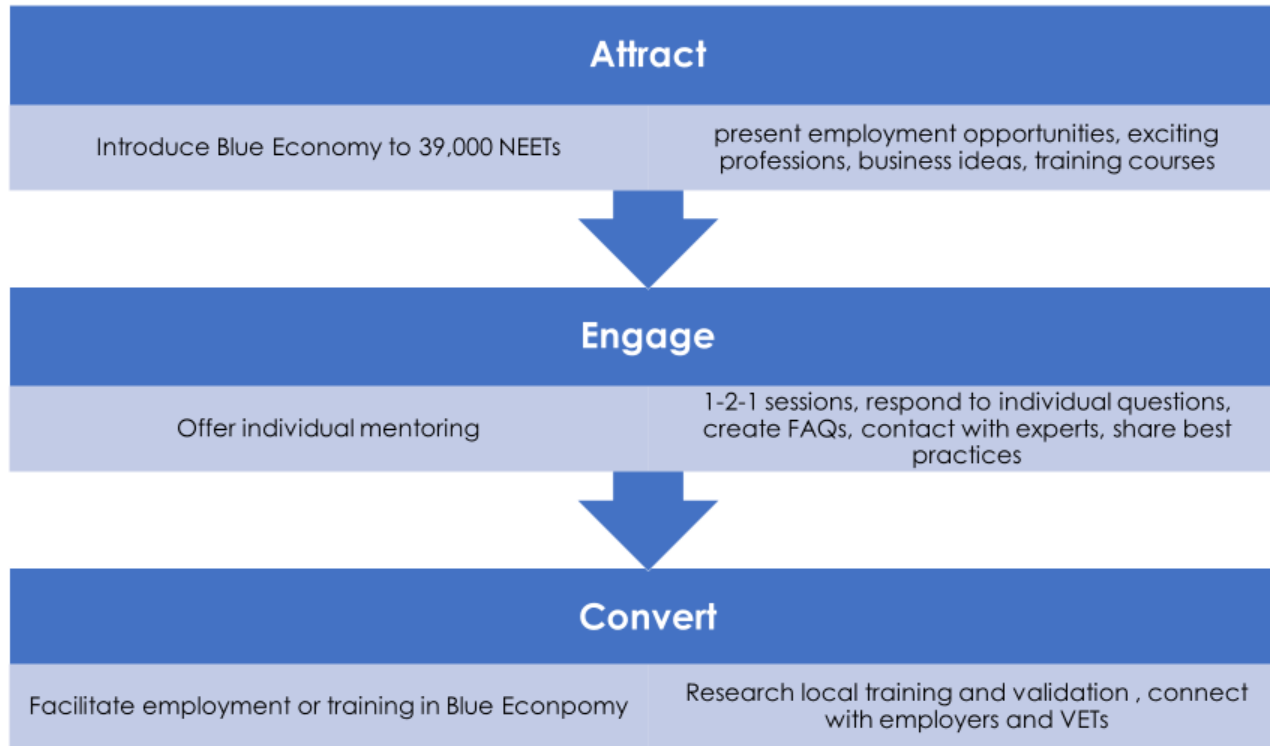 Attract
Introduce Blue Economy to 39,000 NEETs
present employment opportunities, exciting
professions, business ideas, training courses
Engage
Offer individual mentoring
1-2-1 sessions, respond to individual questions,
create FAQs, contact with experts, share best
practices
Convert
Facilitate employment or training in Blue Econpomy
Research local training and validation , connect
with employers and VETs